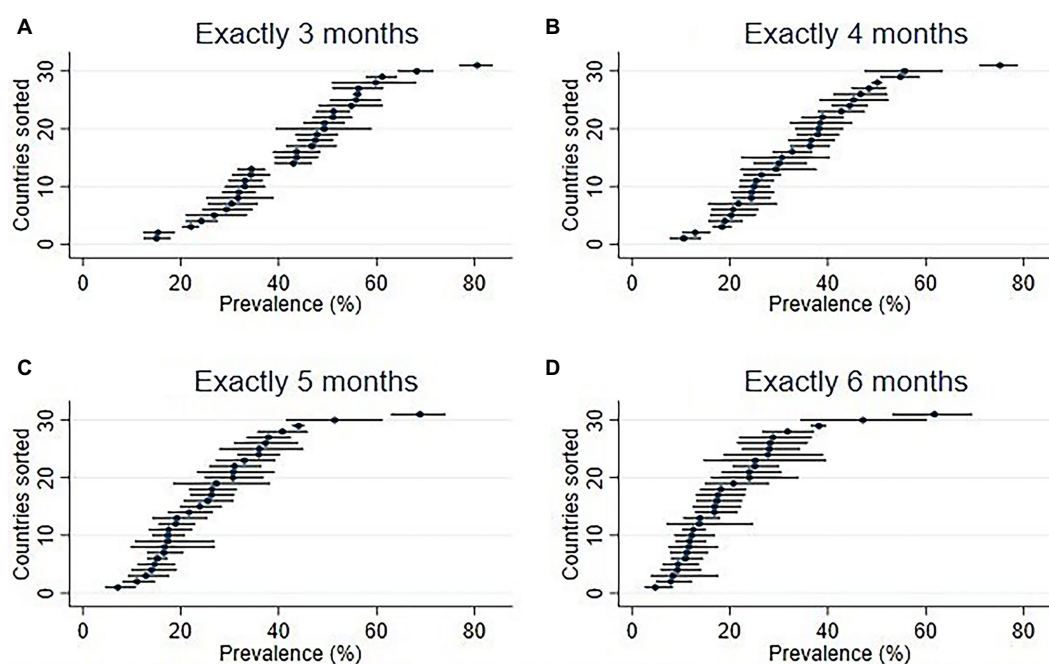 A
Exactly 3 months
Countries sorted
30
20
10
0
0 20 40 60 80
Prevalence (%)
B
Exactly 4 months
Countries sorted
30
20
10
0
0 20 40 60 80
Prevalence (%)
C
Exactly 5 months
Countries sorted
30
20
10
0
0 20 40 60 80
Prevalence (%)
D
Exactly 6 months
Countries sorted
30
20
10
0
0 20 40 60 80
Prevalence (%)